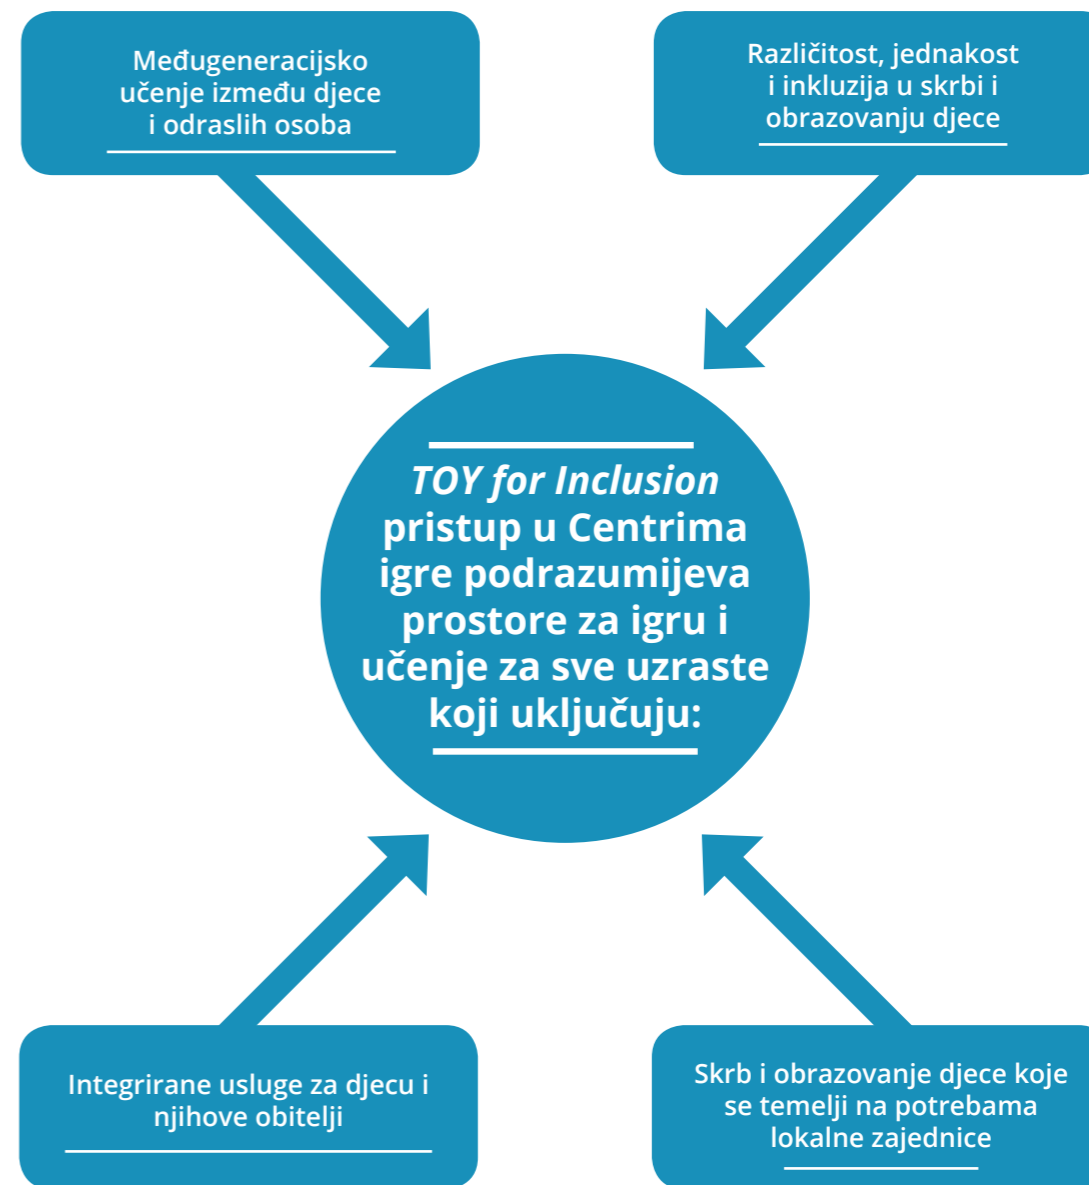 Međugeneracijsko
učenje između djece
i odraslih osoba
Različitost, jednakost
i inkluzija u skrbi i
obrazovanju djece
TOY for Inclusion
pristup u Centrima
igre podrazumijeva
prostore za igru i
učenje za sve uzraste
koji uključuju:
Integrirane usluge za djecu i
njihove obitelji
Skrb i obrazovanje djece koje
se temelji na potrebama
lokalne zajednice